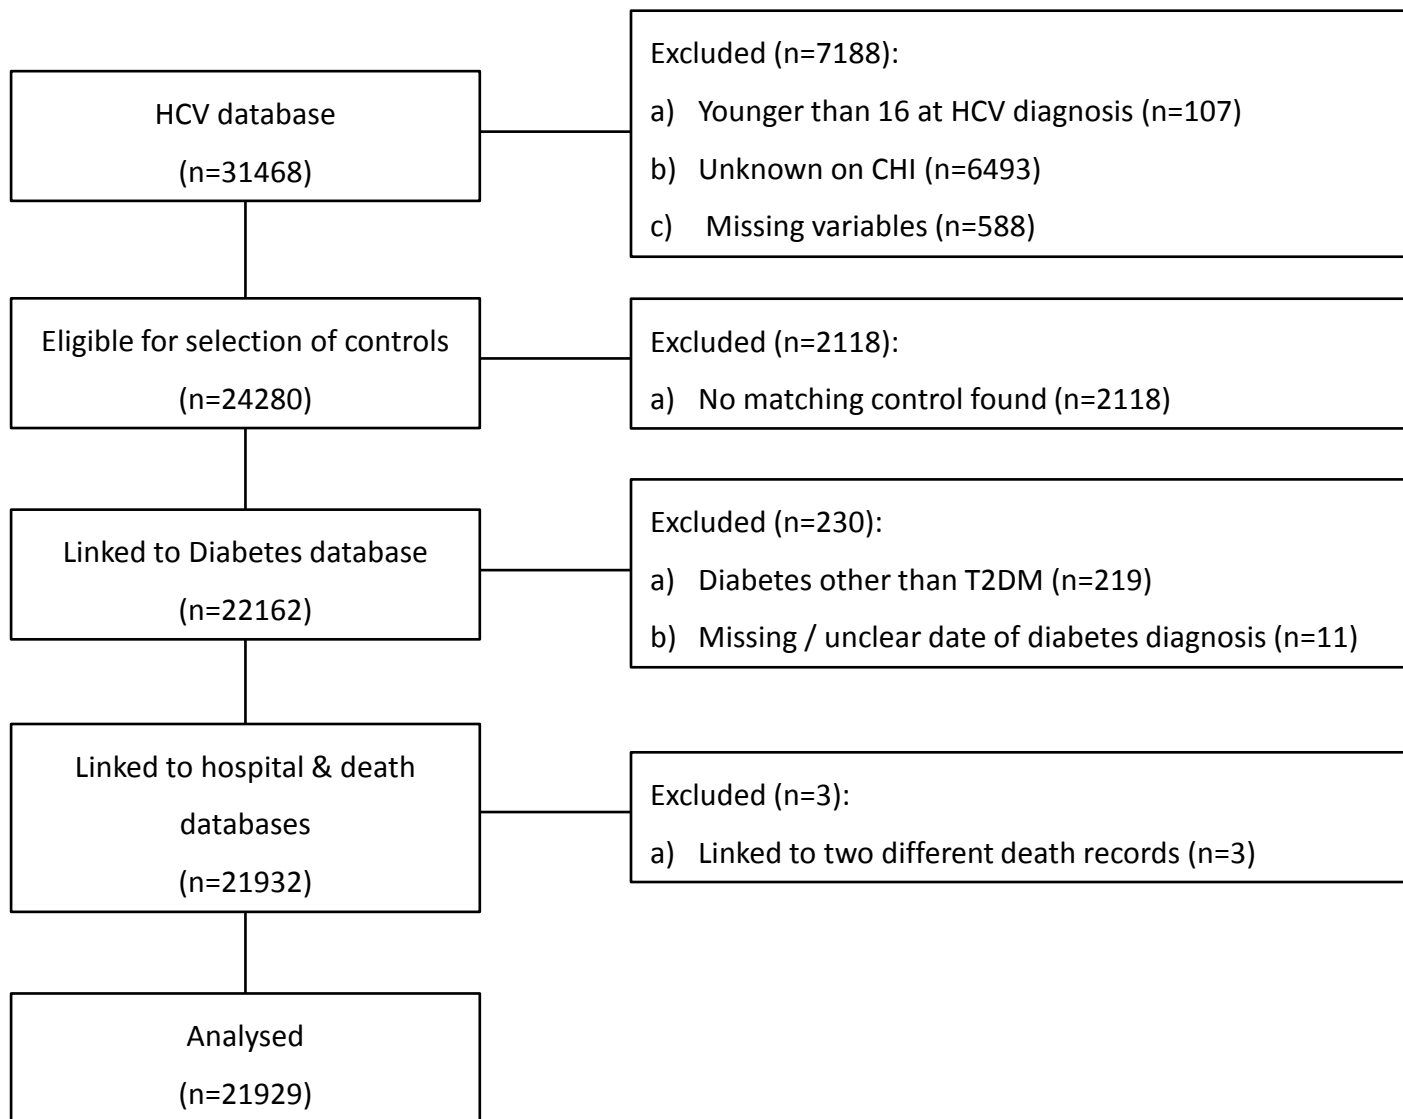 HCV database
(n=31468)
Excluded (n=7188):
a) Younger than 16 at HCV diagnosis (n=107)
b) Unknown on CHI (n=6493)
c) Missing variables (n=588)
Eligible for selection of controls
(n=24280)
Excluded (n=2118):
a) No matching control found (n=2118)
Linked to Diabetes database
(n=22162)
Excluded (n=230):
a) Diabetes other than T2DM (n=219)
b) Missing / unclear date of diabetes diagnosis (n=11)
Linked to hospital & death
databases
(n=21932)
Excluded (n=3):
a) Linked to two different death records (n=3)
Analysed
(n=21929)